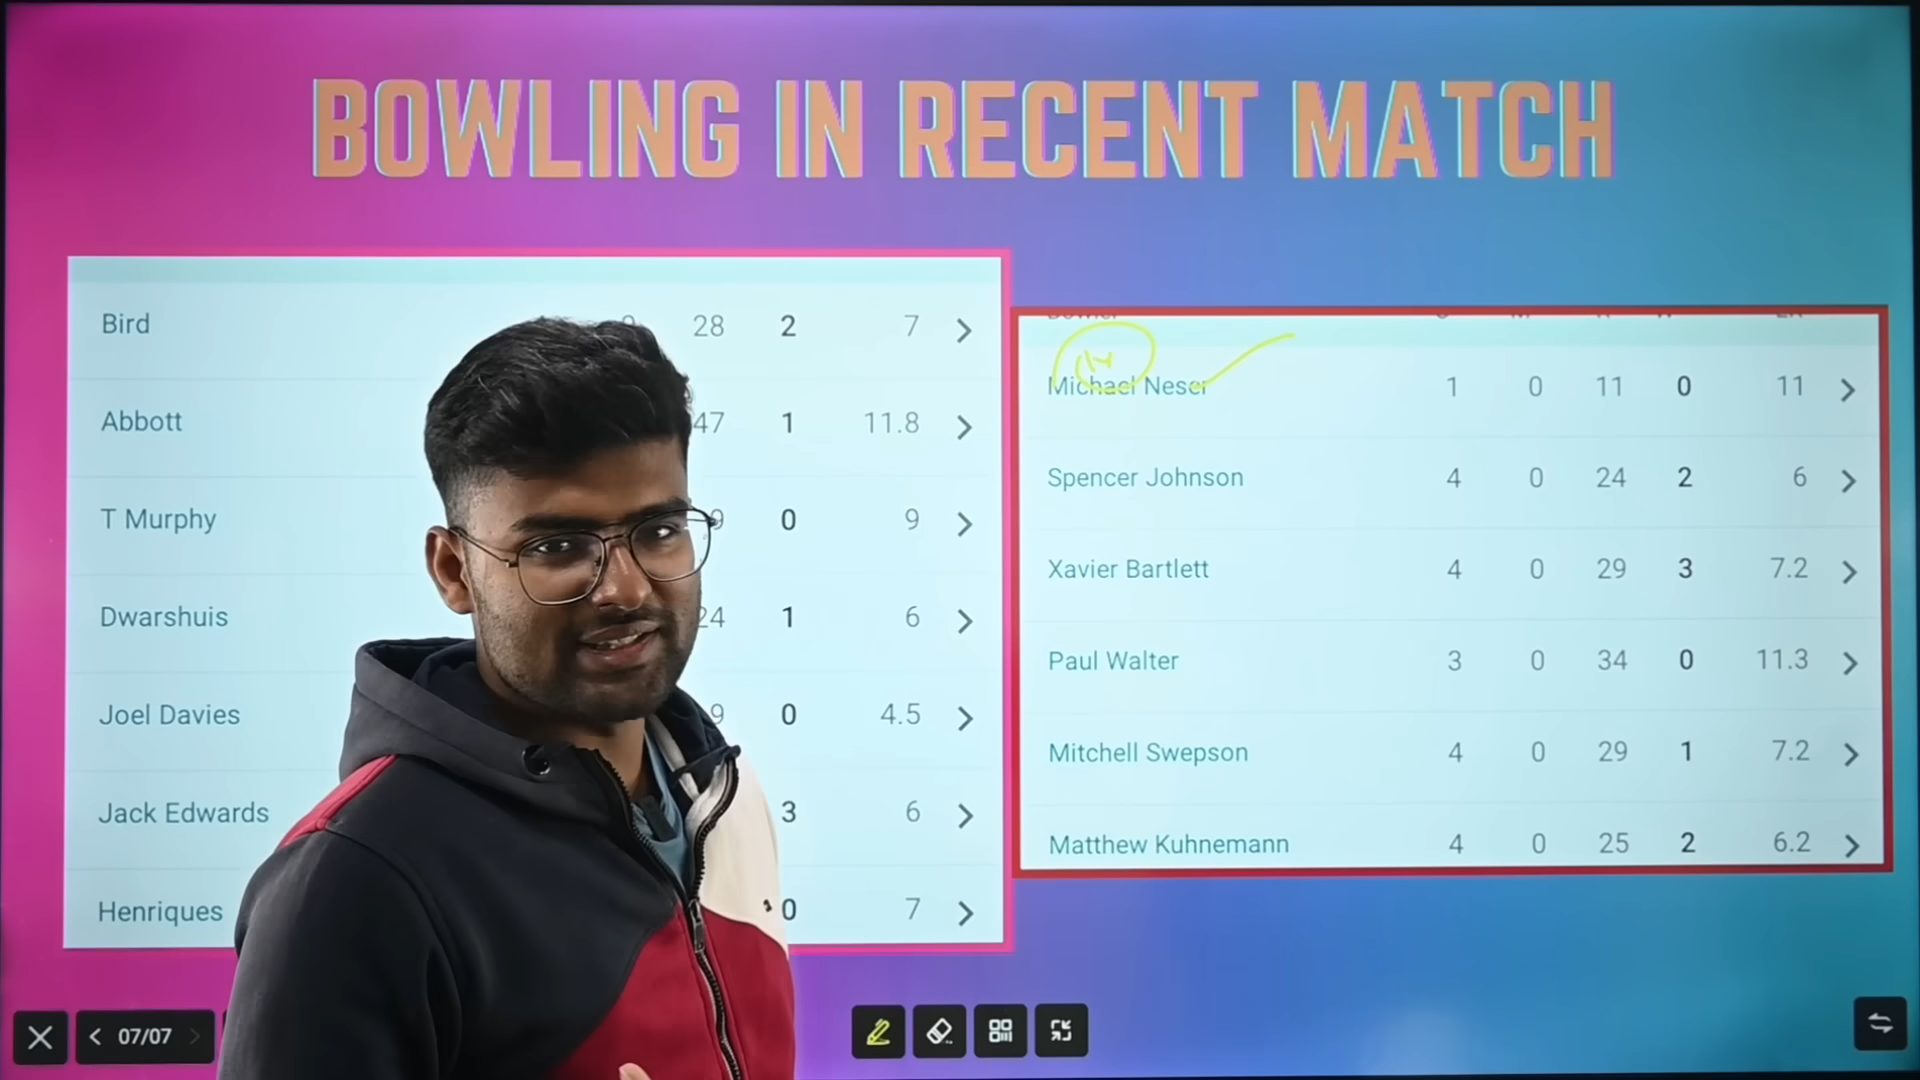 BOWLING IN RECENT MATCH
Bird 28 2 7
Abbott 47 1 11.8
T Murphy 9 0 9
Dwarshuis 24 1 6
Joel Davies 9 0 4.5
Jack Edwards 3 6
Henriques 0 7
14
Michael Neser 1 0 11 0 11
Spencer Johnson 4 0 24 2 6
Xavier Bartlett 4 0 29 3 7.2
Paul Walter 3 0 34 0 11.3
Mitchell Swepson 4 0 29 1 7.2
Matthew Kuhnemann 4 0 25 2 6.2
07/07